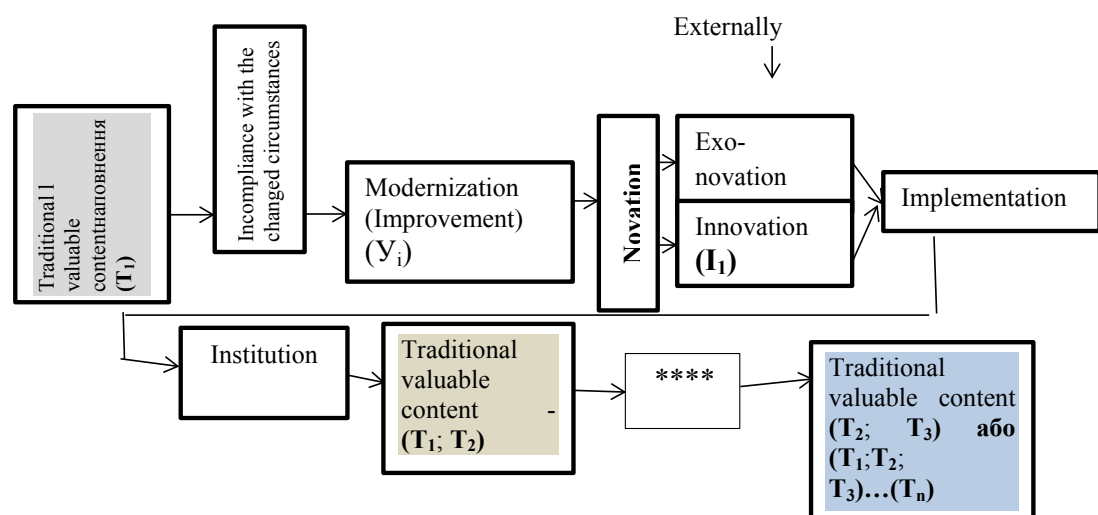 Externally
Traditional l
valuable
contentнаповнення
(T₁)
Incompliance with the
changed circumstances
Modernization
(Improvement)
(Уᵢ)
Novation
Exo-
novation
Innovation
(I₁)
Implementation
Institution
Traditional
valuable
content -
(T₁; T₂)
****
Traditional
valuable content
(T₂; T₃) або
(T₁;T₂;
T₃)…(Tₙ)